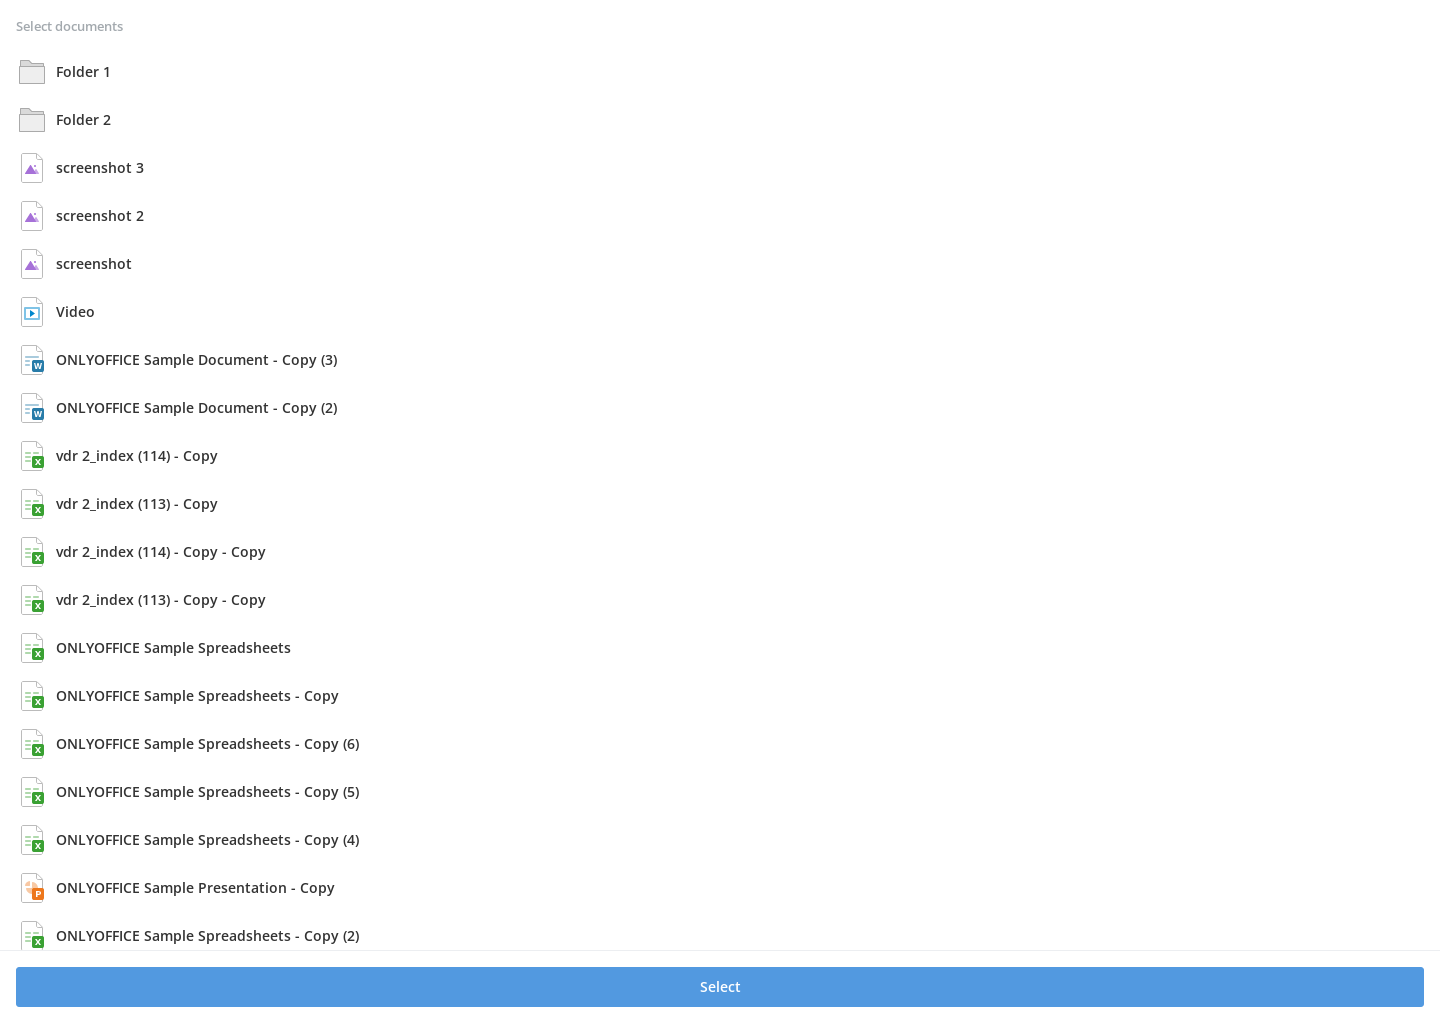 Select documents
Folder 1
Folder 2
screenshot 3
screenshot 2
screenshot
Video
ONLYOFFICE Sample Document - Copy (3)
ONLYOFFICE Sample Document - Copy (2)
vdr 2_index (114) - Copy
vdr 2_index (113) - Copy
vdr 2_index (114) - Copy - Copy
vdr 2_index (113) - Copy - Copy
ONLYOFFICE Sample Spreadsheets
ONLYOFFICE Sample Spreadsheets - Copy
ONLYOFFICE Sample Spreadsheets - Copy (6)
ONLYOFFICE Sample Spreadsheets - Copy (5)
ONLYOFFICE Sample Spreadsheets - Copy (4)
ONLYOFFICE Sample Presentation - Copy
ONLYOFFICE Sample Spreadsheets - Copy (2)
Select